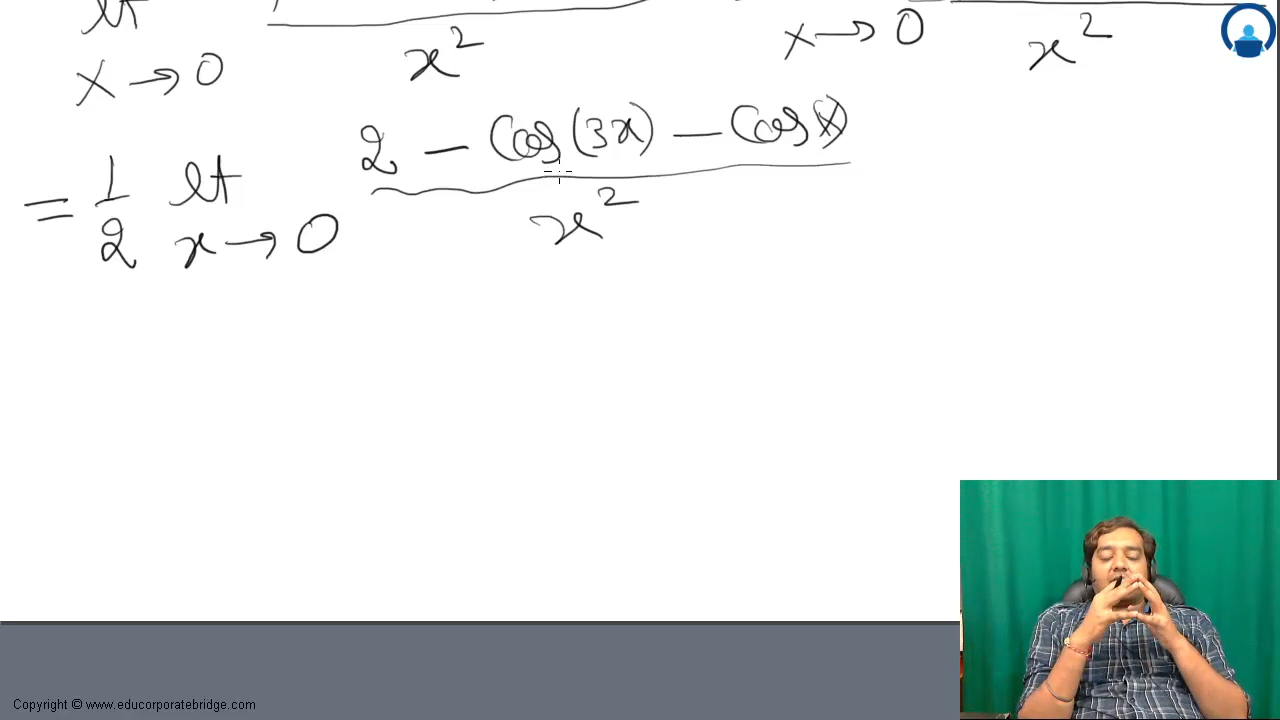 lt x → 0 x² x → 0 x²
= 1/2 lt x → 0 2 − Cos(3x) − Cos(x) / x²
Copyright © www.educorporatebridge.com